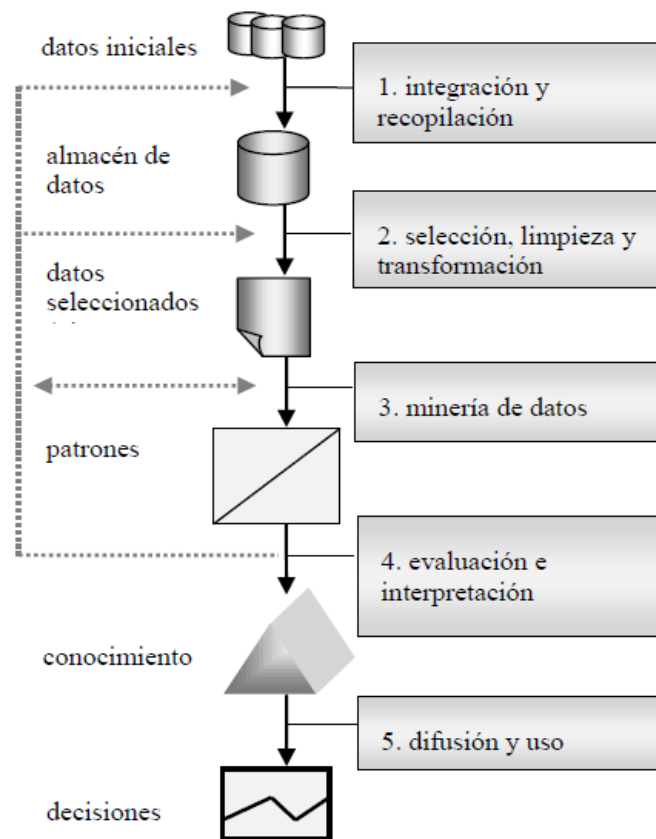 datos iniciales
1. integración y
recopilación
almacén de
datos
2. selección, limpieza y
transformación
datos
seleccionados
3. minería de datos
patrones
4. evaluación e
interpretación
conocimiento
5. difusión y uso
decisiones